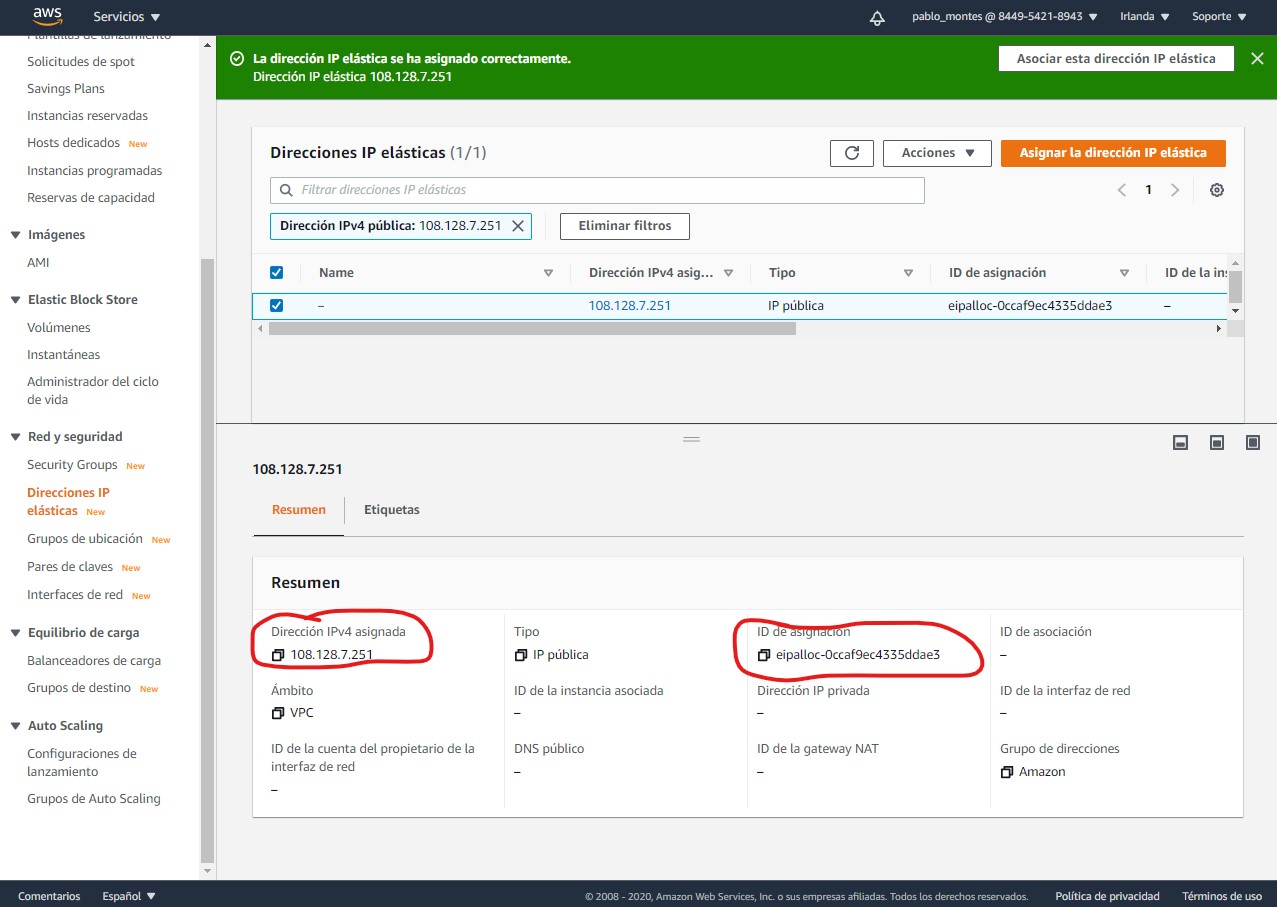 aws
Servicios
pablo_montes @ 8449-5421-8943
Irlanda
Soporte
Plantillas de lanzamiento
Solicitudes de spot
Savings Plans
Instancias reservadas
Hosts dedicados New
Instancias programadas
Reservas de capacidad
Imágenes
AMI
Elastic Block Store
Volúmenes
Instantáneas
Administrador del ciclo
de vida
Red y seguridad
Security Groups New
Direcciones IP
elásticas New
Grupos de ubicación New
Pares de claves New
Interfaces de red New
Equilibrio de carga
Balanceadores de carga
Grupos de destino New
Auto Scaling
Configuraciones de
lanzamiento
Grupos de Auto Scaling
La dirección IP elástica se ha asignado correctamente.
Dirección IP elástica 108.128.7.251
Asociar esta dirección IP elástica
Direcciones IP elásticas (1/1)
Acciones
Asignar la dirección IP elástica
Filtrar direcciones IP elásticas
1
Dirección IPv4 pública: 108.128.7.251
Eliminar filtros
Name
Dirección IPv4 asig...
Tipo
ID de asignación
ID de la ins
–
108.128.7.251
IP pública
eipalloc-0ccaf9ec4335ddae3
–
108.128.7.251
Resumen
Etiquetas
Resumen
Dirección IPv4 asignada
108.128.7.251
Tipo
IP pública
ID de asignación
eipalloc-0ccaf9ec4335ddae3
ID de asociación
–
Ámbito
VPC
ID de la instancia asociada
–
Dirección IP privada
–
ID de la interfaz de red
–
ID de la cuenta del propietario de la
interfaz de red
–
DNS público
–
ID de la gateway NAT
–
Grupo de direcciones
Amazon
Comentarios
Español
© 2008 - 2020, Amazon Web Services, Inc. o sus empresas afiliadas. Todos los derechos reservados.
Política de privacidad
Términos de uso